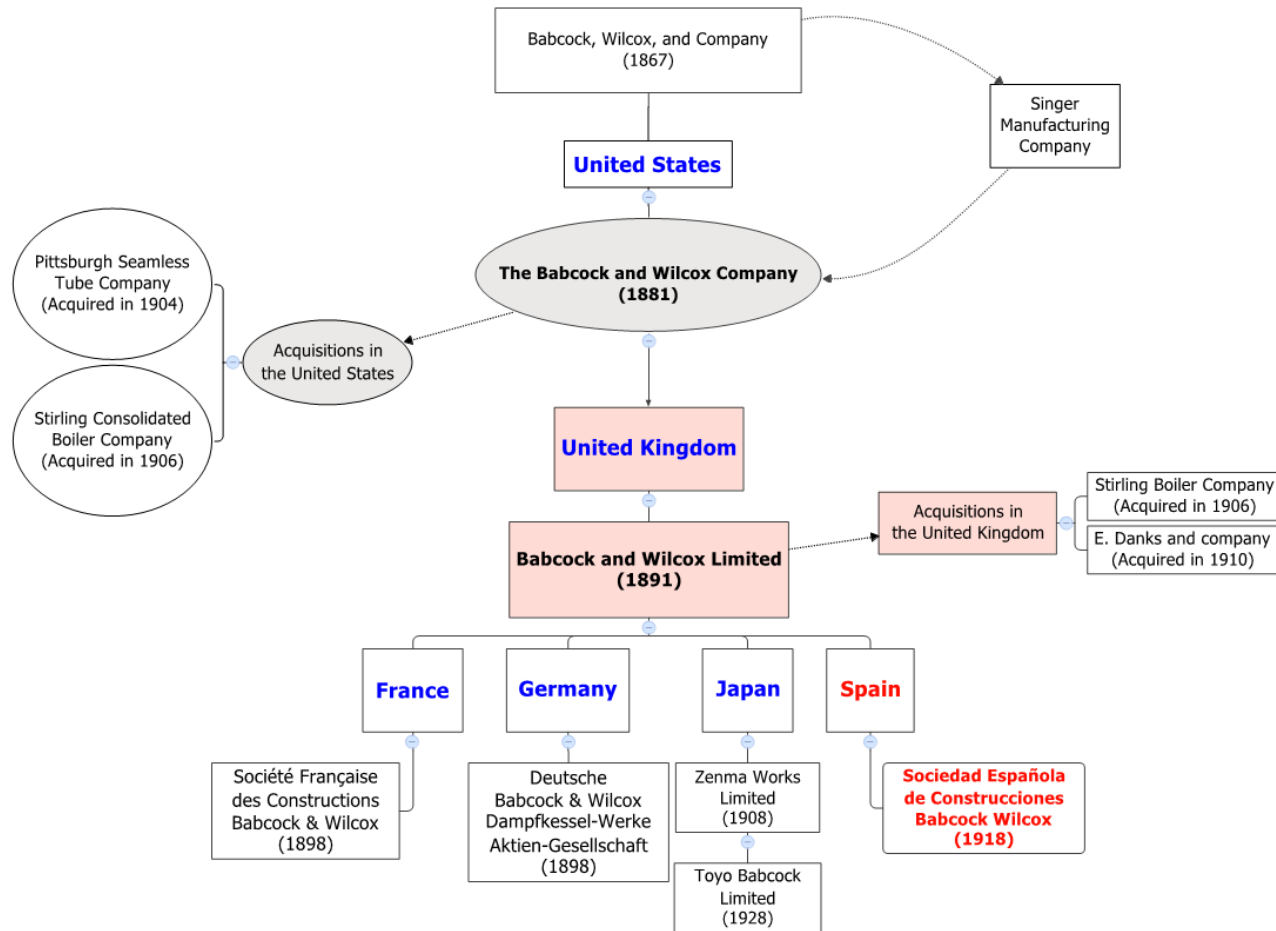 Babcock, Wilcox, and Company
(1867)
Singer
Manufacturing
Company
United States
The Babcock and Wilcox Company
(1881)
Pittsburgh Seamless
Tube Company
(Acquired in 1904)
Acquisitions in
the United States
Stirling Consolidated
Boiler Company
(Acquired in 1906)
United Kingdom
Babcock and Wilcox Limited
(1891)
Acquisitions in
the United Kingdom
Stirling Boiler Company
(Acquired in 1906)
E. Danks and company
(Acquired in 1910)
France
Germany
Japan
Spain
Société Française
des Constructions
Babcock & Wilcox
(1898)
Deutsche
Babcock & Wilcox
Dampfkessel-Werke
Aktien-Gesellschaft
(1898)
Zenma Works
Limited
(1908)
Toyo Babcock
Limited
(1928)
Sociedad Española
de Construcciones
Babcock Wilcox
(1918)